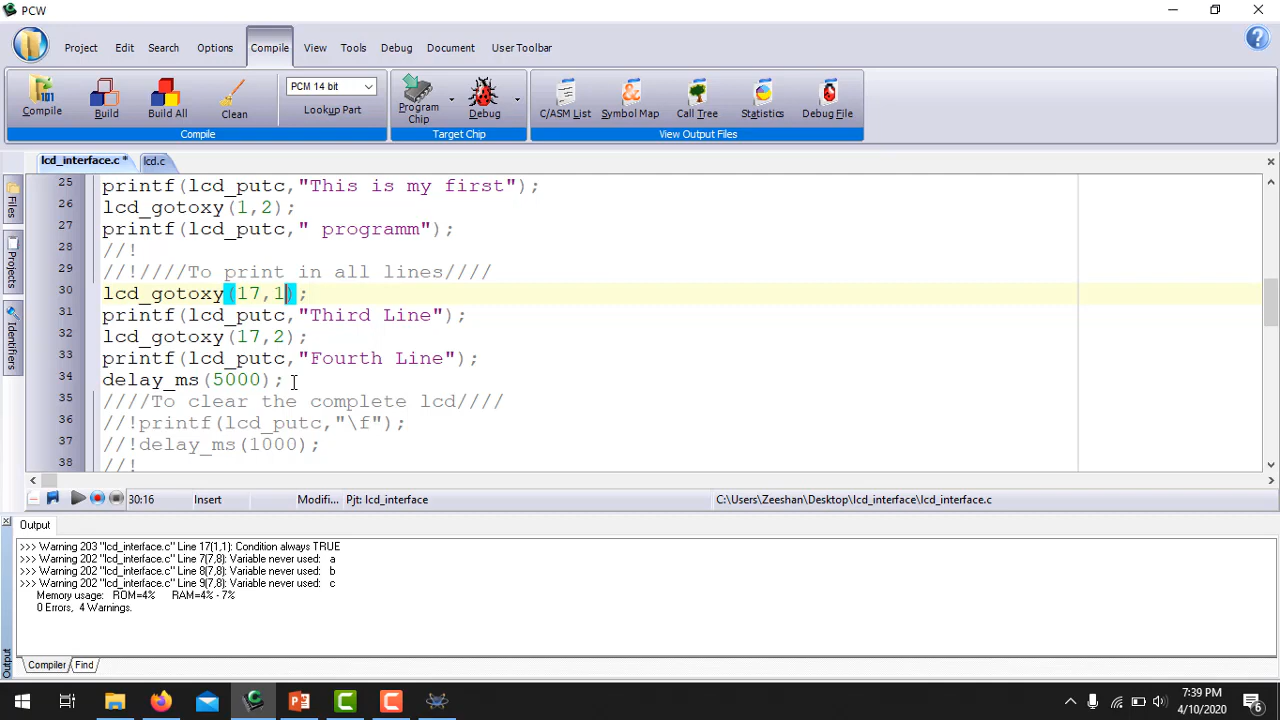 PCW
Project Edit Search Options Compile View Tools Debug Document User Toolbar
Compile Build Build All Clean PCM 14 bit Lookup Part Program Chip Debug C/ASM List Symbol Map Call Tree Statistics Debug File
Compile Target Chip View Output Files
lcd_interface.c * lcd.c
Files
Projects
Identifiers
25 printf(lcd_putc,"This is my first");
26 lcd_gotoxy(1,2);
27 printf(lcd_putc," programm");
28 //!
29 //!////To print in all lines////
30 lcd_gotoxy(17,1);
31 printf(lcd_putc,"Third Line");
32 lcd_gotoxy(17,2);
33 printf(lcd_putc,"Fourth Line");
34 delay_ms(5000);
35 ////To clear the complete lcd////
36 //!printf(lcd_putc,"\f");
37 //!delay_ms(1000);
38 //!
30:16 Insert Modifi... Pjt: lcd_interface C:\Users\Zeeshan\Desktop\lcd_interface\lcd_interface.c
Output
>>> Warning 203 "lcd_interface.c" Line 17(1,1): Condition always TRUE
>>> Warning 202 "lcd_interface.c" Line 7(7,8): Variable never used: a
>>> Warning 202 "lcd_interface.c" Line 8(7,8): Variable never used: b
>>> Warning 202 "lcd_interface.c" Line 9(7,8): Variable never used: c
Memory usage: ROM=4% RAM=4% - 7%
0 Errors, 4 Warnings.
Output
Compiler Find
7:39 PM
4/10/2020
6